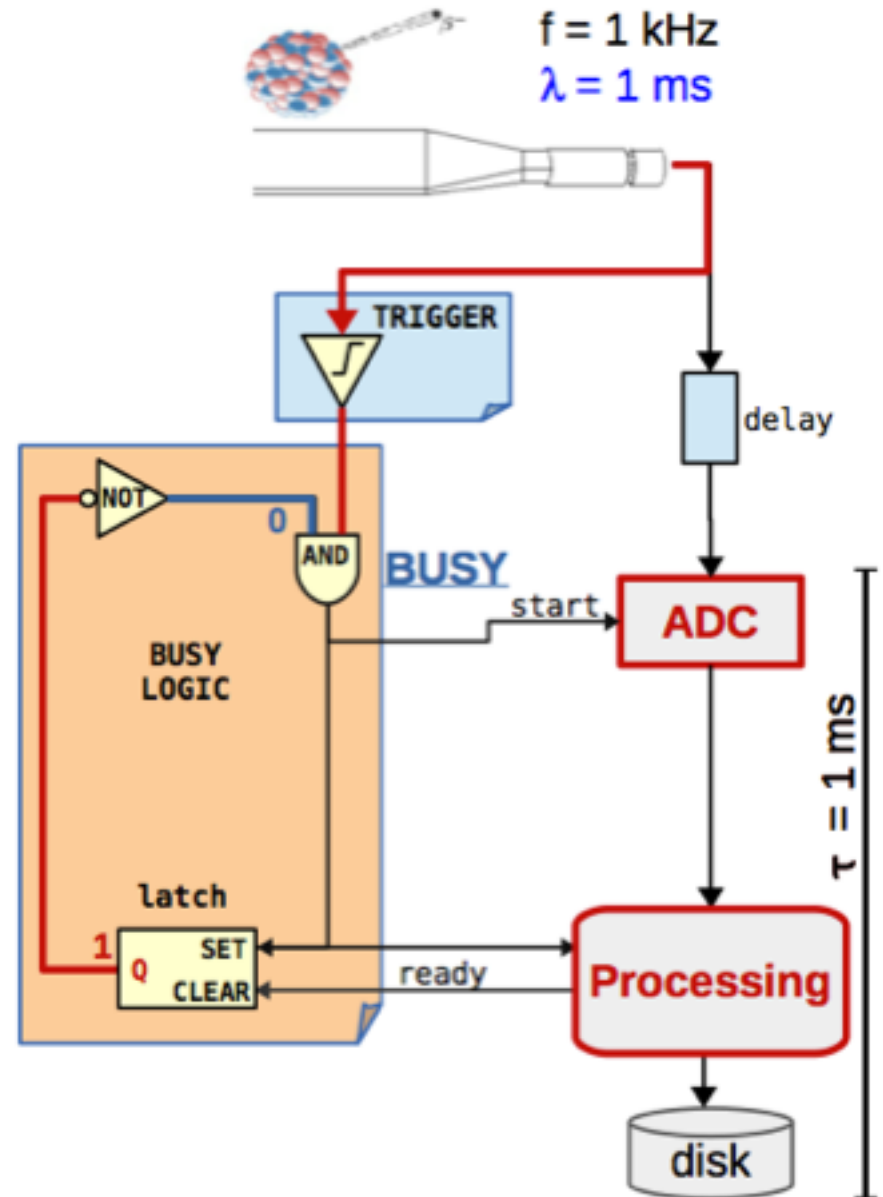 β-
f = 1 kHz
λ = 1 ms
TRIGGER
delay
NOT
0
AND
BUSY
start
ADC
BUSY
LOGIC
τ = 1 ms
latch
1
SET
Q
CLEAR
ready
Processing
disk